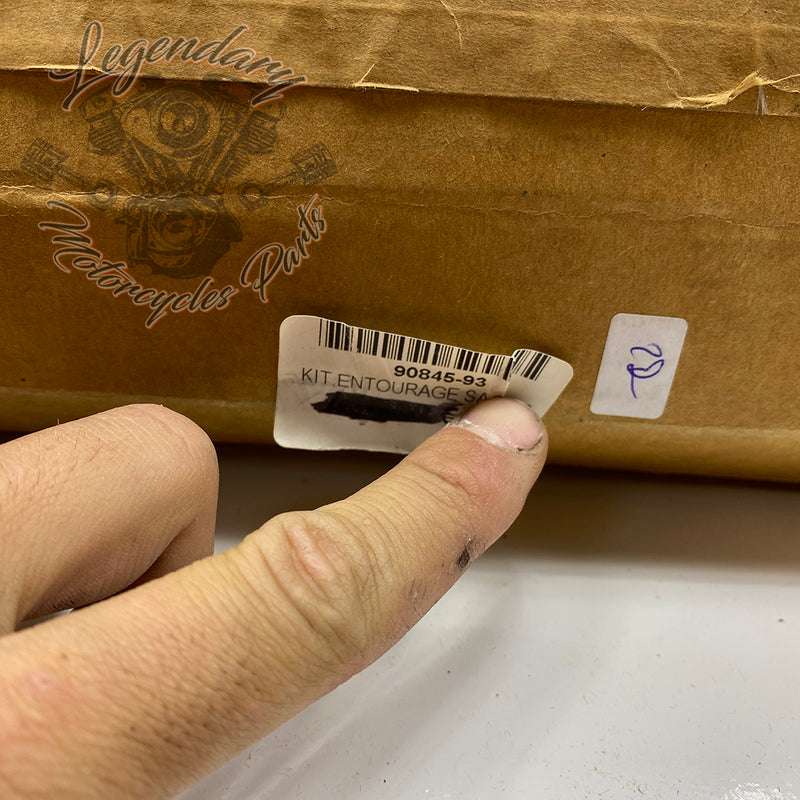 Legendary
Motorcycles Parts
90845-93
KIT.ENTOURAGE SA